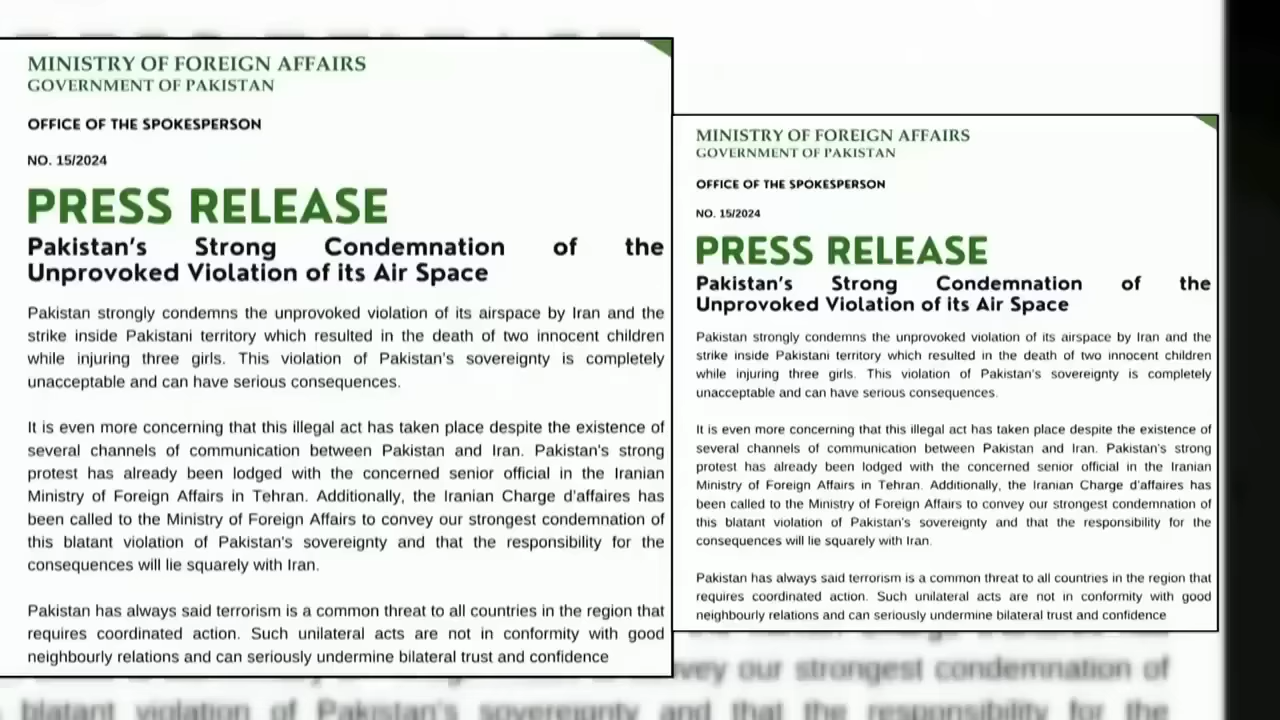 MINISTRY OF FOREIGN AFFAIRS
GOVERNMENT OF PAKISTAN
OFFICE OF THE SPOKESPERSON
NO. 15/2024
PRESS RELEASE
Pakistan's Strong Condemnation of the
Unprovoked Violation of its Air Space
Pakistan strongly condemns the unprovoked violation of its airspace by Iran and the
strike inside Pakistani territory which resulted in the death of two innocent children
while injuring three girls. This violation of Pakistan's sovereignty is completely
unacceptable and can have serious consequences.
It is even more concerning that this illegal act has taken place despite the existence of
several channels of communication between Pakistan and Iran. Pakistan's strong
protest has already been lodged with the concerned senior official in the Iranian
Ministry of Foreign Affairs in Tehran. Additionally, the Iranian Charge d'affaires has
been called to the Ministry of Foreign Affairs to convey our strongest condemnation of
this blatant violation of Pakistan's sovereignty and that the responsibility for the
consequences will lie squarely with Iran.
Pakistan has always said terrorism is a common threat to all countries in the region that
requires coordinated action. Such unilateral acts are not in conformity with good
neighbourly relations and can seriously undermine bilateral trust and confidence
MINISTRY OF FOREIGN AFFAIRS
GOVERNMENT OF PAKISTAN
OFFICE OF THE SPOKESPERSON
NO. 15/2024
PRESS RELEASE
Pakistan's Strong Condemnation of the
Unprovoked Violation of its Air Space
Pakistan strongly condemns the unprovoked violation of its airspace by Iran and the
strike inside Pakistani territory which resulted in the death of two innocent children
while injuring three girls. This violation of Pakistan's sovereignty is completely
unacceptable and can have serious consequences.
It is even more concerning that this illegal act has taken place despite the existence of
several channels of communication between Pakistan and Iran. Pakistan's strong
protest has already been lodged with the concerned senior official in the Iranian
Ministry of Foreign Affairs in Tehran. Additionally, the Iranian Charge d'affaires has
been called to the Ministry of Foreign Affairs to convey our strongest condemnation of
this blatant violation of Pakistan's sovereignty and that the responsibility for the
consequences will lie squarely with Iran.
Pakistan has always said terrorism is a common threat to all countries in the region that
requires coordinated action. Such unilateral acts are not in conformity with good
neighbourly relations and can seriously undermine bilateral trust and confidence
vey our strongest condemnation of
blatant violation of Pakistan's sovereignty and that the responsibility for the